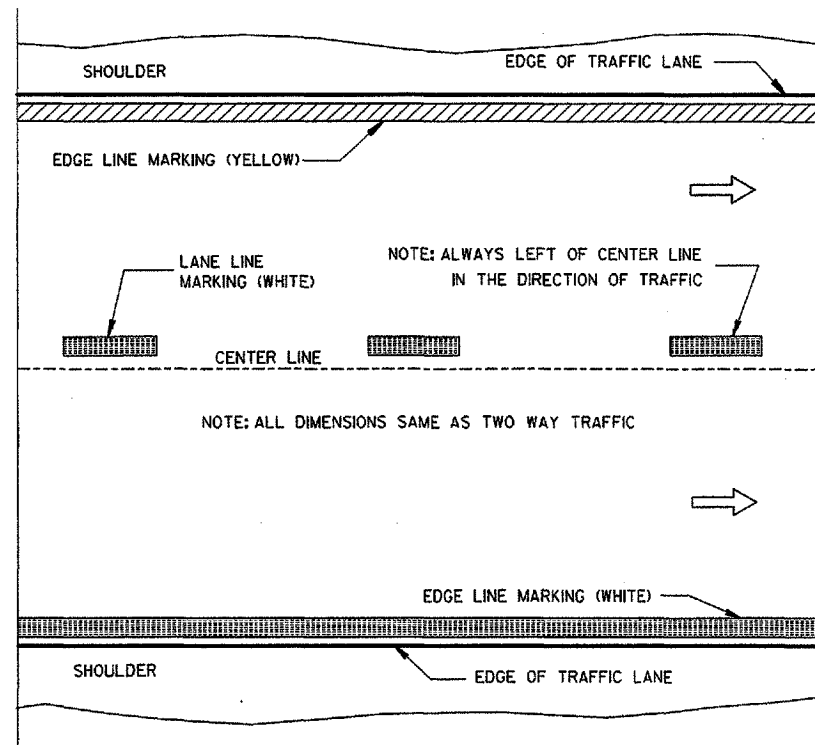 SHOULDER
EDGE OF TRAFFIC LANE
EDGE LINE MARKING (YELLOW)
LANE LINE
MARKING (WHITE)
NOTE: ALWAYS LEFT OF CENTER LINE
IN THE DIRECTION OF TRAFFIC
CENTER LINE
NOTE: ALL DIMENSIONS SAME AS TWO WAY TRAFFIC
EDGE LINE MARKING (WHITE)
SHOULDER
EDGE OF TRAFFIC LANE